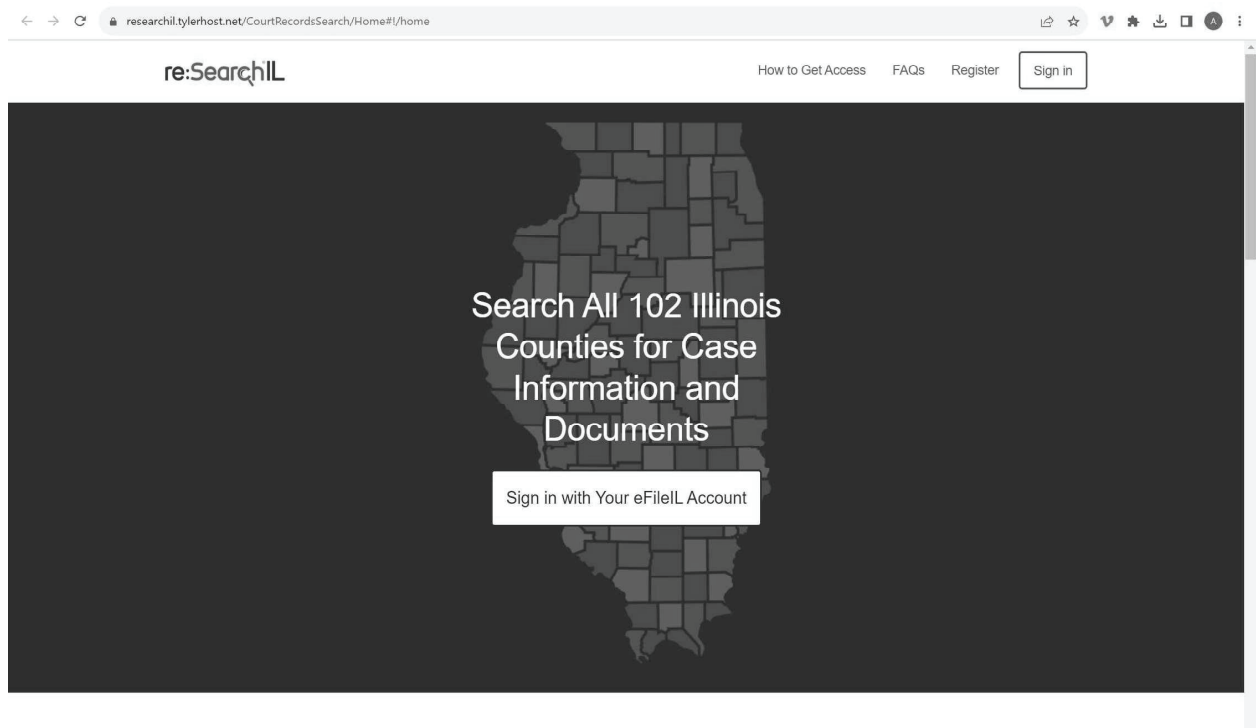 researchil.tylerhost.net/CourtRecordsSearch/Home#!/home
A
re:SearchIL
How to Get Access
FAQs
Register
Sign in
Search All 102 Illinois
Counties for Case
Information and
Documents
Sign in with Your eFileIL Account